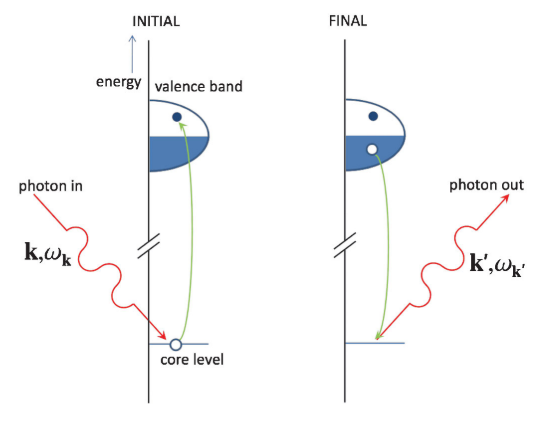 INITIAL
FINAL
energy
valence band
photon in
photon out
k,ωk
k′,ωk′
core level